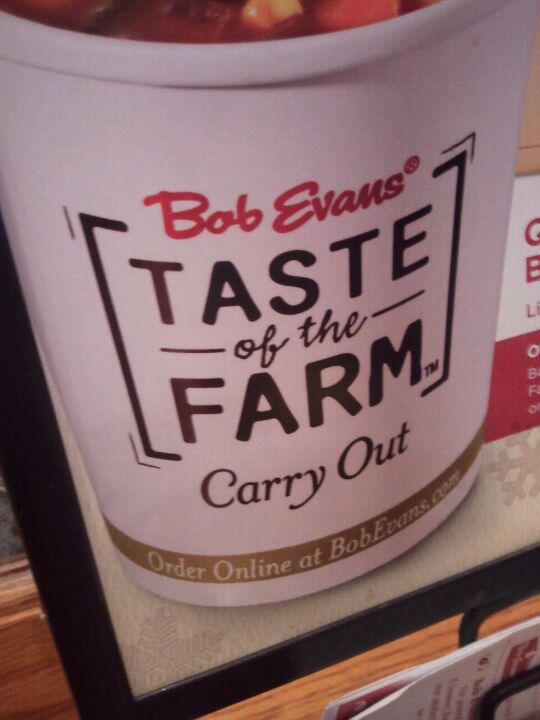 Bob Evans®
TASTE
of the
FARM™
Carry Out
Order Online at BobEvans.com